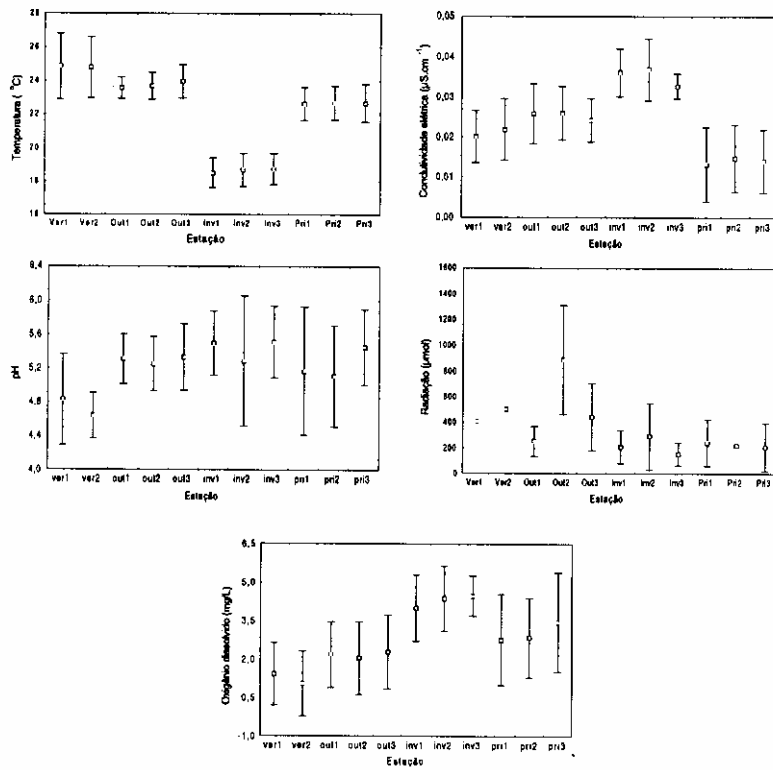 Temperatura ( °C)
28
26
24
22
20
18
16
Ver1 Ver2 Out1 Out2 Out3 Inv1 Inv2 Inv3 Pri1 Pri2 Pri3
Estação
Condutividade elétrica (µS.cm⁻¹)
0,05
0,04
0,03
0,02
0,01
0,00
ver1 ver2 out1 out2 out3 inv1 inv2 inv3 pri1 pri2 pri3
Estação
pH
6,4
6,0
5,6
5,2
4,8
4,4
4,0
ver1 ver2 out1 out2 out3 inv1 inv2 inv3 pri1 pri2 pri3
Estação
Radiação (µmol)
1600
1400
1200
1000
800
600
400
200
0
Ver1 Ver2 Out1 Out2 Out3 Inv1 Inv2 Inv3 Pri1 Pri2 Pri3
Estação
Oxigênio dissolvido (mg/L)
6,5
5,0
3,5
2,0
0,5
-1,0
ver1 ver2 out1 out2 out3 inv1 inv2 inv3 pri1 pri2 pri3
Estação